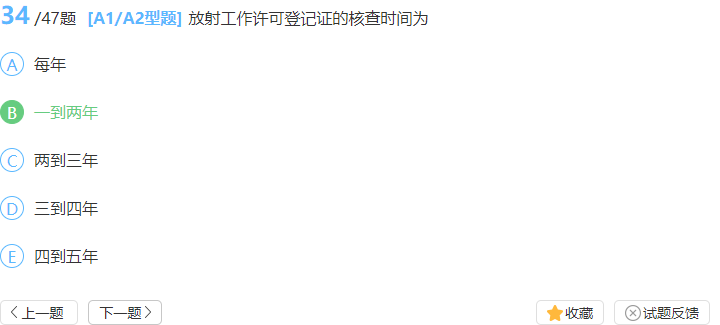 34 /47题 [A1/A2型题] 放射工作许可登记证的核查时间为
A 每年
B 一到两年
C 两到三年
D 三到四年
E 四到五年
上一题 下一题 收藏 试题反馈